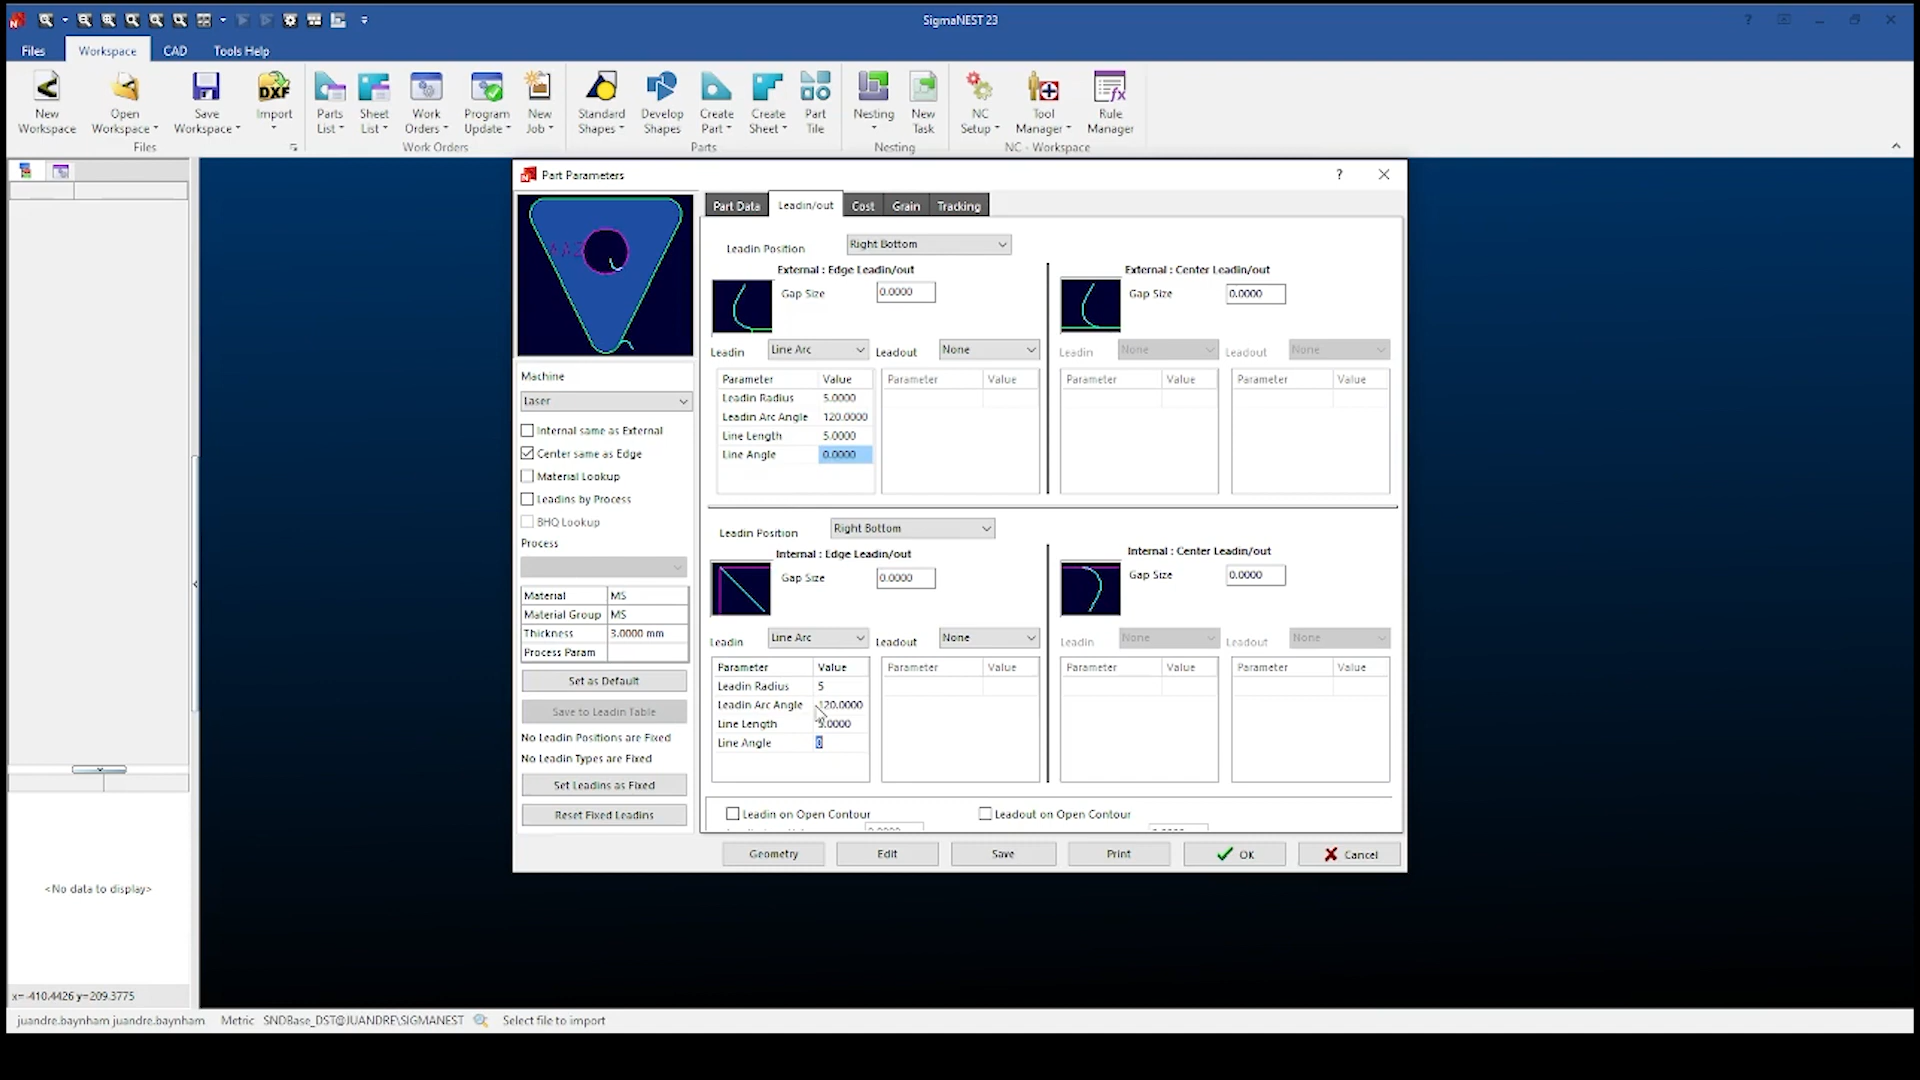 SigmaNEST 23
Files Workspace CAD Tools Help
New Workspace
Open Workspace
Save Workspace
DXF
Import
Parts List
Sheet List
Work Orders
Program Update
New Job
Standard Shapes
Develop Shapes
Create Part
Create Sheet
Part Tile
Nesting
New Task
NC Setup
Tool Manager
Rule Manager
Files Work Orders Parts Nesting NC - Workspace
Part Parameters
Part Data Leadin/out Cost Grain Tracking
Leadin Position Right Bottom
External : Edge Leadin/out External : Center Leadin/out
Gap Size 0.0000 Gap Size 0.0000
Leadin Line Arc Leadout None Leadin None Leadout None
Parameter Value Parameter Value Parameter Value Parameter Value
Leadin Radius 5.0000
Leadin Arc Angle 120.0000
Line Length 5.0000
Line Angle 0.0000
Machine
Laser
Internal same as External
Center same as Edge
Material Lookup
Leadins by Process
BHQ Lookup
Process
Material MS
Material Group MS
Thickness 3.0000 mm
Process Param
Set as Default
Save to Leadin Table
No Leadin Positions are Fixed
No Leadin Types are Fixed
Set Leadins as Fixed
Reset Fixed Leadins
Leadin Position Right Bottom
Internal : Edge Leadin/out Internal : Center Leadin/out
Gap Size 0.0000 Gap Size 0.0000
Leadin Line Arc Leadout None Leadin None Leadout None
Parameter Value Parameter Value Parameter Value Parameter Value
Leadin Radius 5
Leadin Arc Angle 120.0000
Line Length 5.0000
Line Angle 0
Leadin on Open Contour Leadout on Open Contour
Geometry Edit Save Print OK Cancel
<No data to display>
x=-410.4426 y=209.3775
juandre.baynham juandre.baynham Metric SNDBase_DST@JUANDRE\SIGMANEST Select file to import